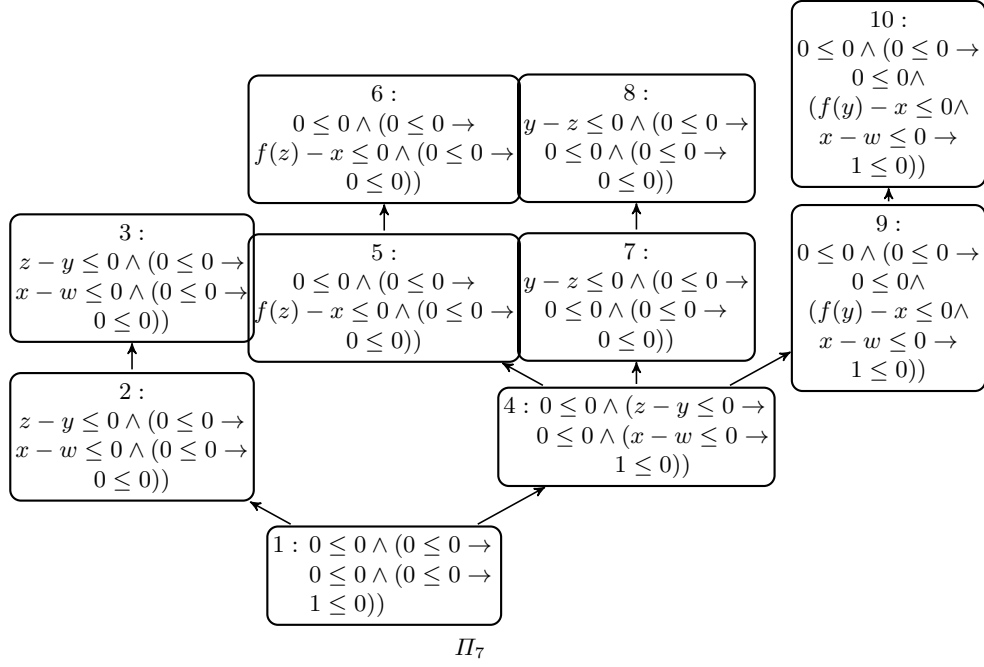 10 :
0 ≤ 0 ∧ (0 ≤ 0 →
0 ≤ 0∧
(f(y) − x ≤ 0∧
x − w ≤ 0 →
1 ≤ 0))
6 :
0 ≤ 0 ∧ (0 ≤ 0 →
f(z) − x ≤ 0 ∧ (0 ≤ 0 →
0 ≤ 0))
8 :
y − z ≤ 0 ∧ (0 ≤ 0 →
0 ≤ 0 ∧ (0 ≤ 0 →
0 ≤ 0))
3 :
z − y ≤ 0 ∧ (0 ≤ 0 →
x − w ≤ 0 ∧ (0 ≤ 0 →
0 ≤ 0))
5 :
0 ≤ 0 ∧ (0 ≤ 0 →
f(z) − x ≤ 0 ∧ (0 ≤ 0 →
0 ≤ 0))
7 :
y − z ≤ 0 ∧ (0 ≤ 0 →
0 ≤ 0 ∧ (0 ≤ 0 →
0 ≤ 0))
9 :
0 ≤ 0 ∧ (0 ≤ 0 →
0 ≤ 0∧
(f(y) − x ≤ 0∧
x − w ≤ 0 →
1 ≤ 0))
2 :
z − y ≤ 0 ∧ (0 ≤ 0 →
x − w ≤ 0 ∧ (0 ≤ 0 →
0 ≤ 0))
4 : 0 ≤ 0 ∧ (z − y ≤ 0 →
0 ≤ 0 ∧ (x − w ≤ 0 →
1 ≤ 0))
1 : 0 ≤ 0 ∧ (0 ≤ 0 →
0 ≤ 0 ∧ (0 ≤ 0 →
1 ≤ 0))
Π₇